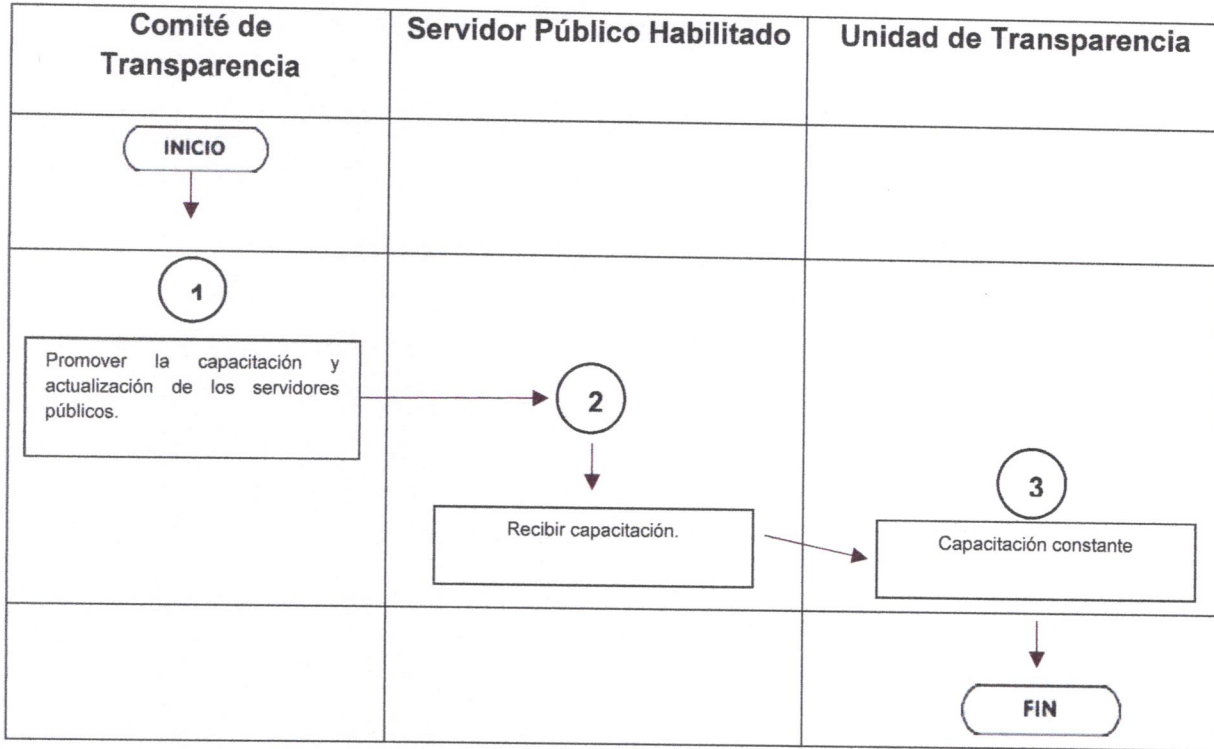 Comité de
Transparencia
Servidor Público Habilitado
Unidad de Transparencia
INICIO
1
Promover la capacitación y
actualización de los servidores
públicos.
2
Recibir capacitación.
3
Capacitación constante
FIN